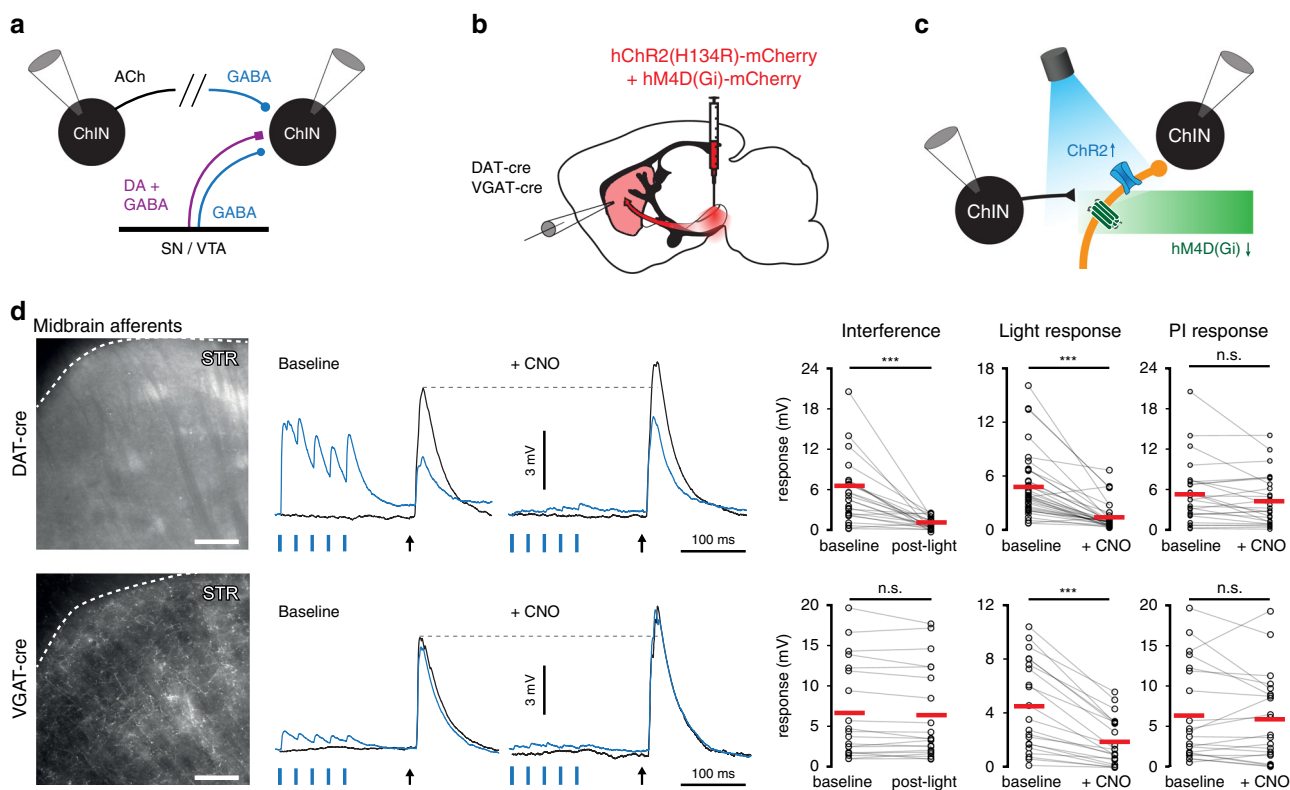 a
ACh
GABA
ChIN
ChIN
DA +
GABA
GABA
SN / VTA
b
hChR2(H134R)-mCherry
+ hM4D(Gi)-mCherry
DAT-cre
VGAT-cre
c
ChIN
ChR2↑
ChIN
hM4D(Gi)↓
d
Midbrain afferents
DAT-cre
STR
Baseline
+ CNO
3 mV
100 ms
Interference
***
response (mV)
24
18
12
6
0
baseline
post-light
Light response
***
18
12
6
0
baseline
+ CNO
PI response
n.s.
24
18
12
6
0
baseline
+ CNO
VGAT-cre
STR
Baseline
+ CNO
3 mV
100 ms
n.s.
response (mV)
20
15
10
5
0
baseline
post-light
***
12
8
4
0
baseline
+ CNO
n.s.
20
15
10
5
0
baseline
+ CNO